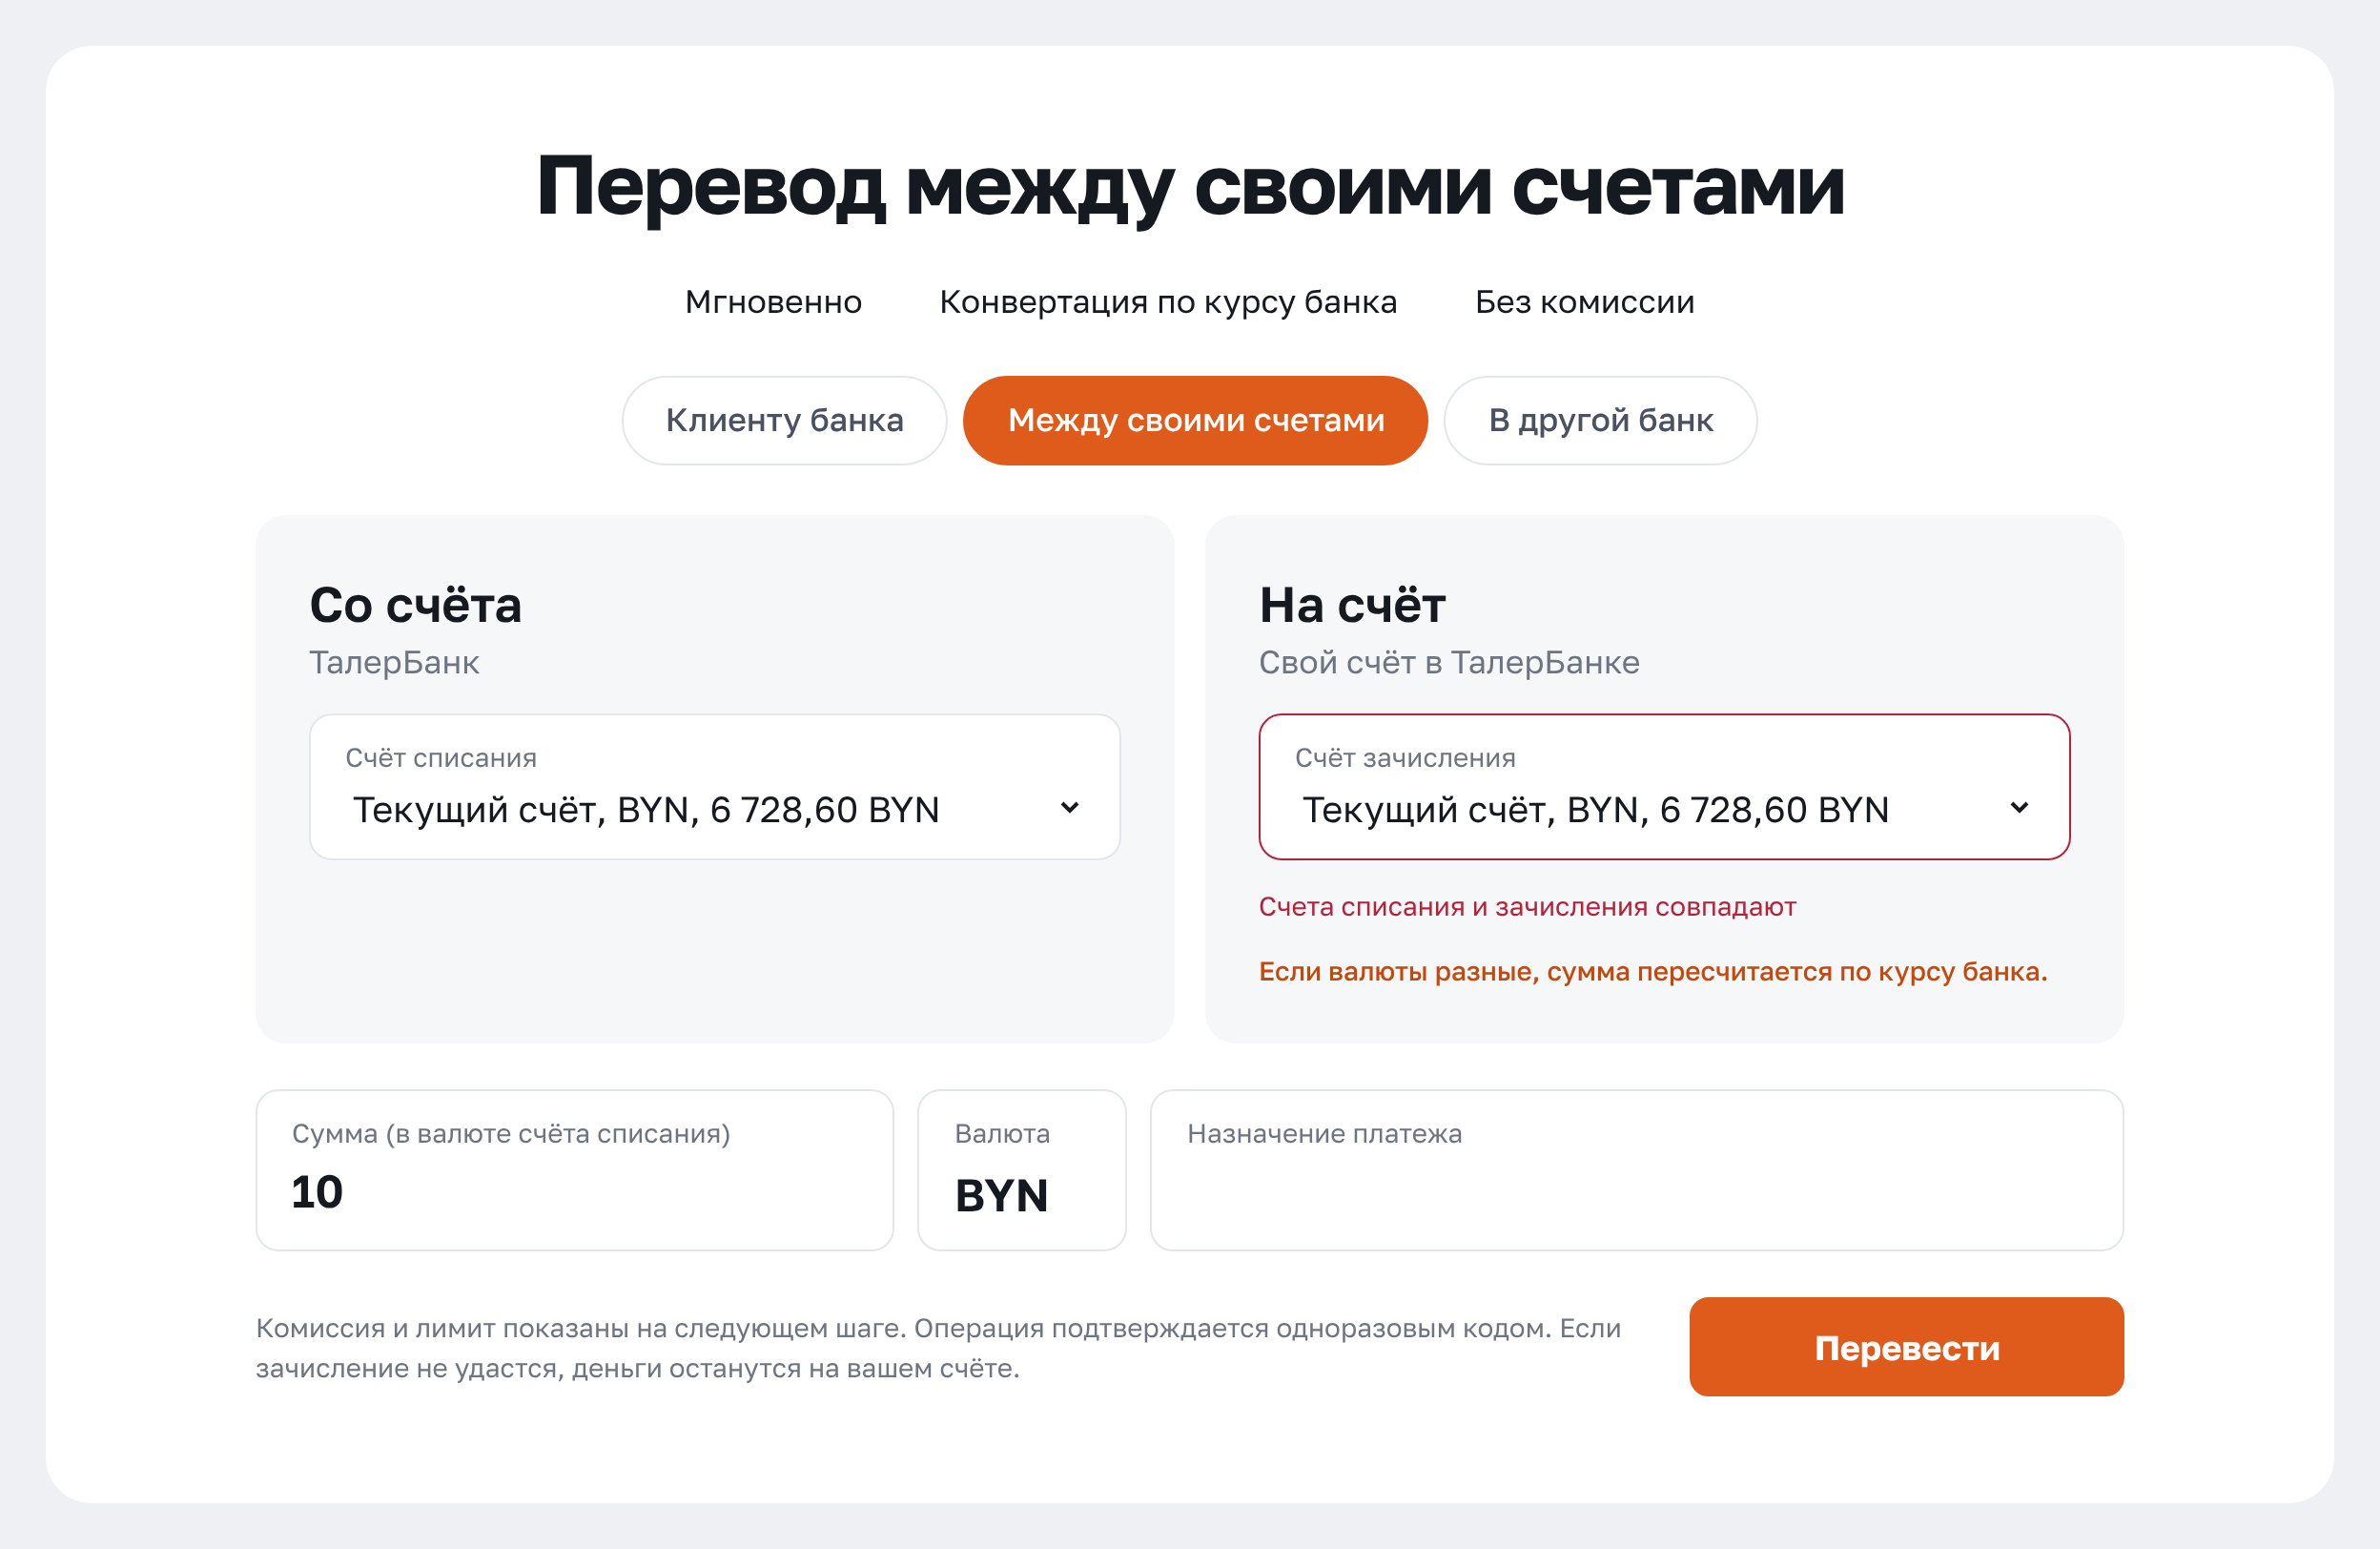 Перевод между своими счетами
Мгновенно
Конвертация по курсу банка
Без комиссии
Клиенту банка
Между своими счетами
В другой банк
Со счёта
ТалерБанк
Счёт списания
Текущий счёт, BYN, 6 728,60 BYN
На счёт
Свой счёт в ТалерБанке
Счёт зачисления
Текущий счёт, BYN, 6 728,60 BYN
Счета списания и зачисления совпадают
Если валюты разные, сумма пересчитается по курсу банка.
Сумма (в валюте счёта списания)
10
Валюта
BYN
Назначение платежа
Комиссия и лимит показаны на следующем шаге. Операция подтверждается одноразовым кодом. Если
зачисление не удастся, деньги останутся на вашем счёте.
Перевести